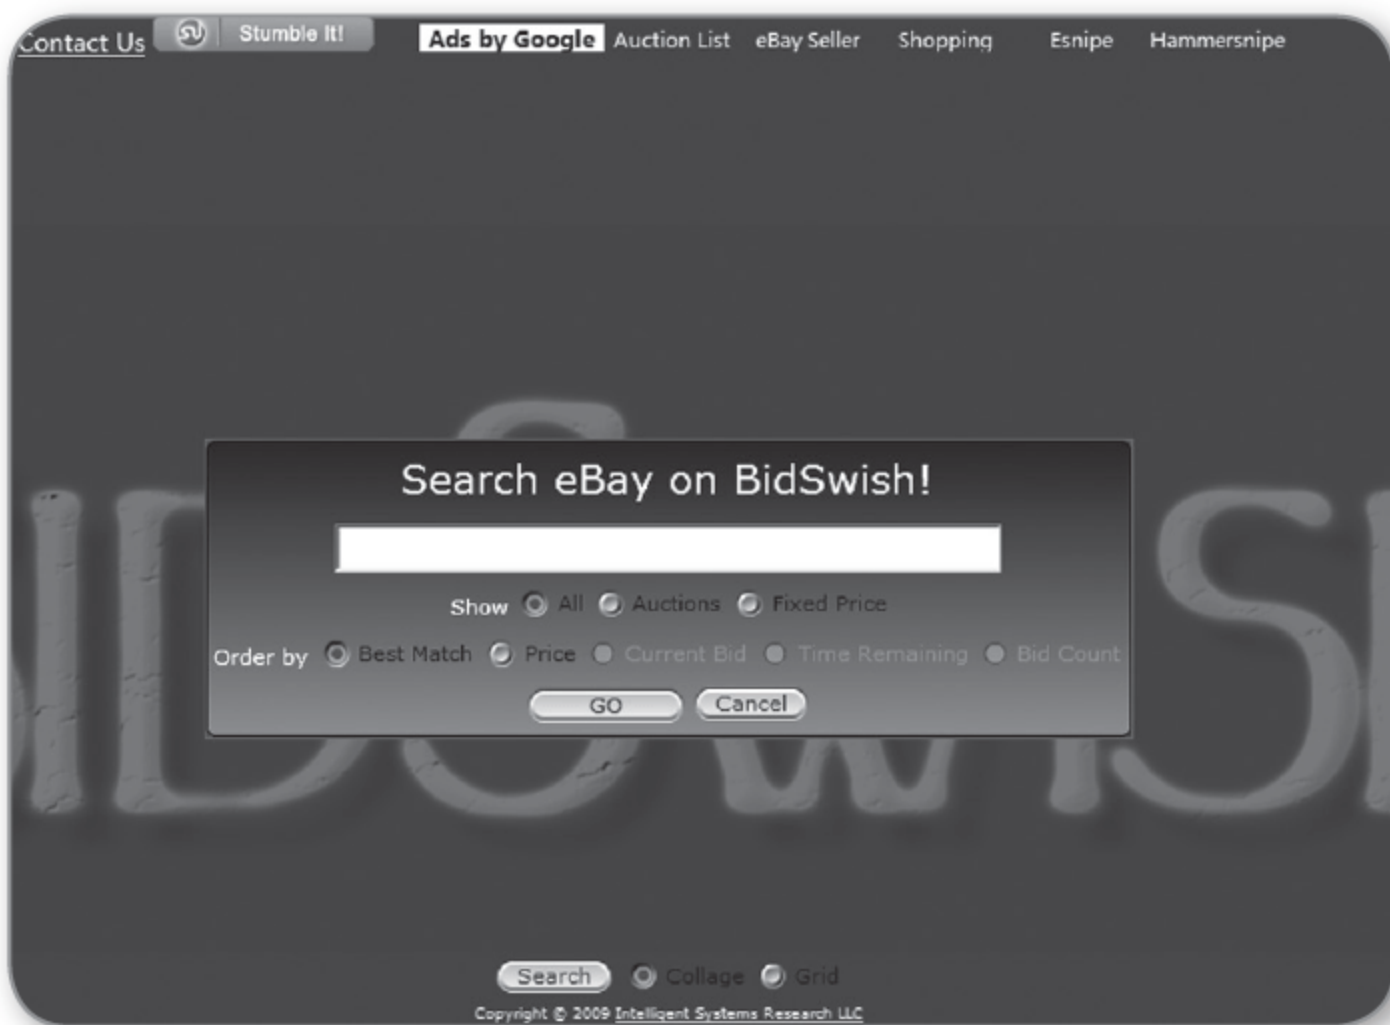 Contact Us Stumble It! Ads by Google Auction List eBay Seller Shopping Esnipe Hammersnipe
Search eBay on BidSwish!
Show All Auctions Fixed Price
Order by Best Match Price Current Bid Time Remaining Bid Count
GO Cancel
IDSWISH
Search Collage Grid
Copyright © 2009 Intelligent Systems Research LLC